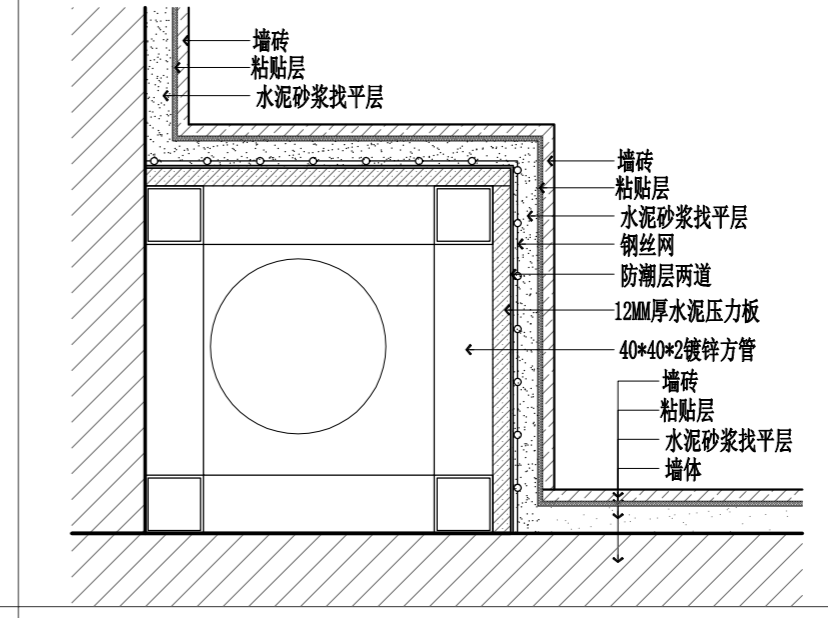 墙砖
粘贴层
水泥砂浆找平层
墙砖
粘贴层
水泥砂浆找平层
钢丝网
防潮层两道
12MM厚水泥压力板
40*40*2镀锌方管
墙砖
粘贴层
水泥砂浆找平层
墙体